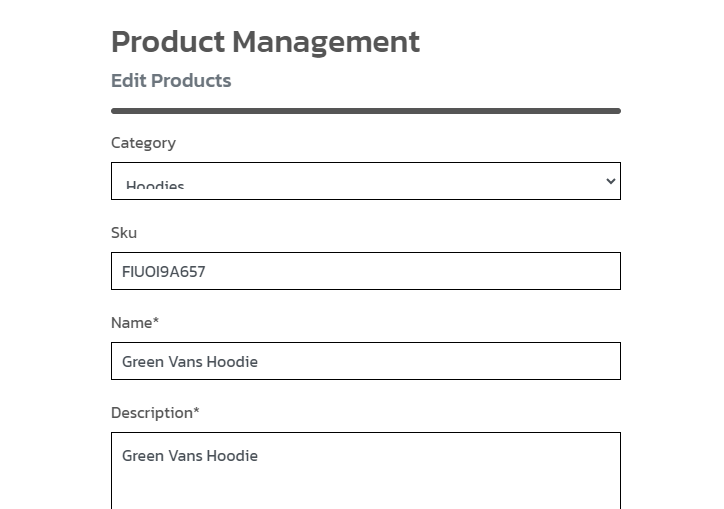 Product Management
Edit Products
Category
Hoodies
Sku
FIUOI9A657
Name*
Green Vans Hoodie
Description*
Green Vans Hoodie